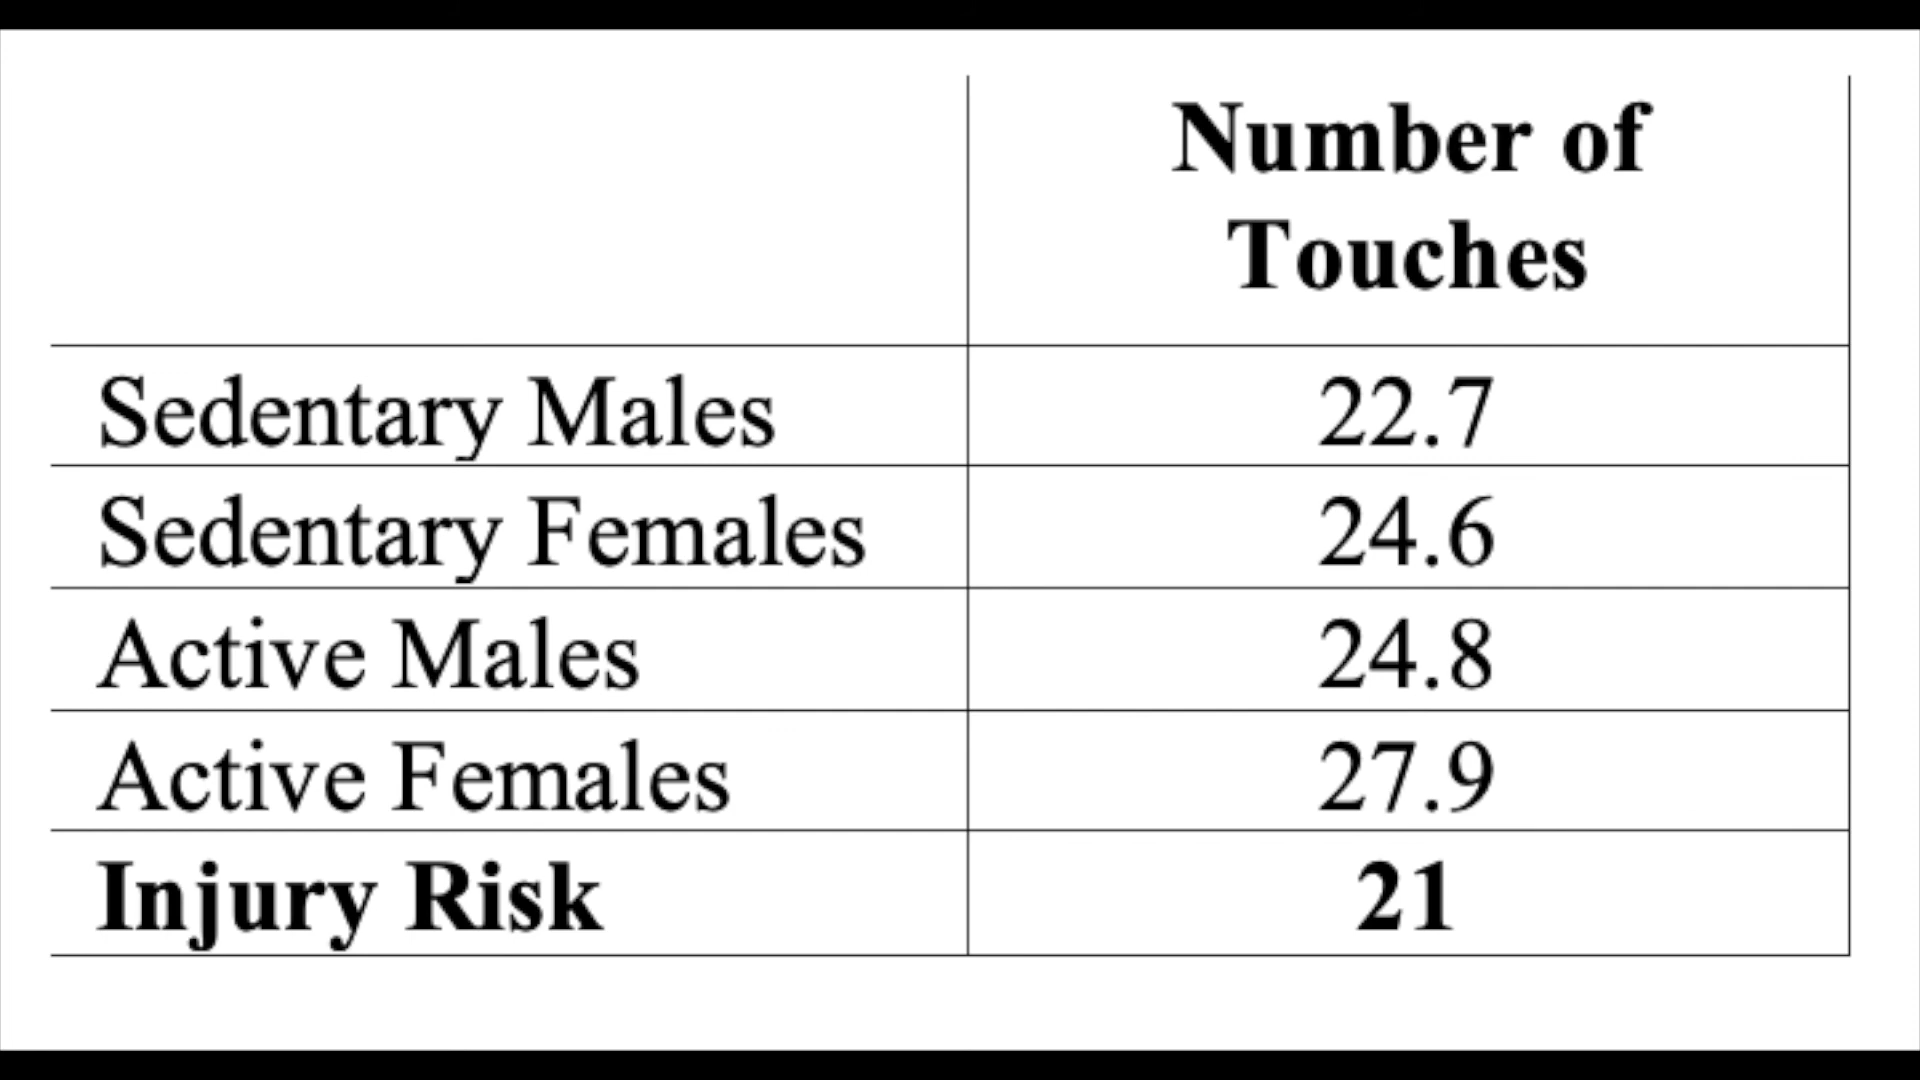 Number of
Touches
Sedentary Males 22.7
Sedentary Females 24.6
Active Males 24.8
Active Females 27.9
Injury Risk 21